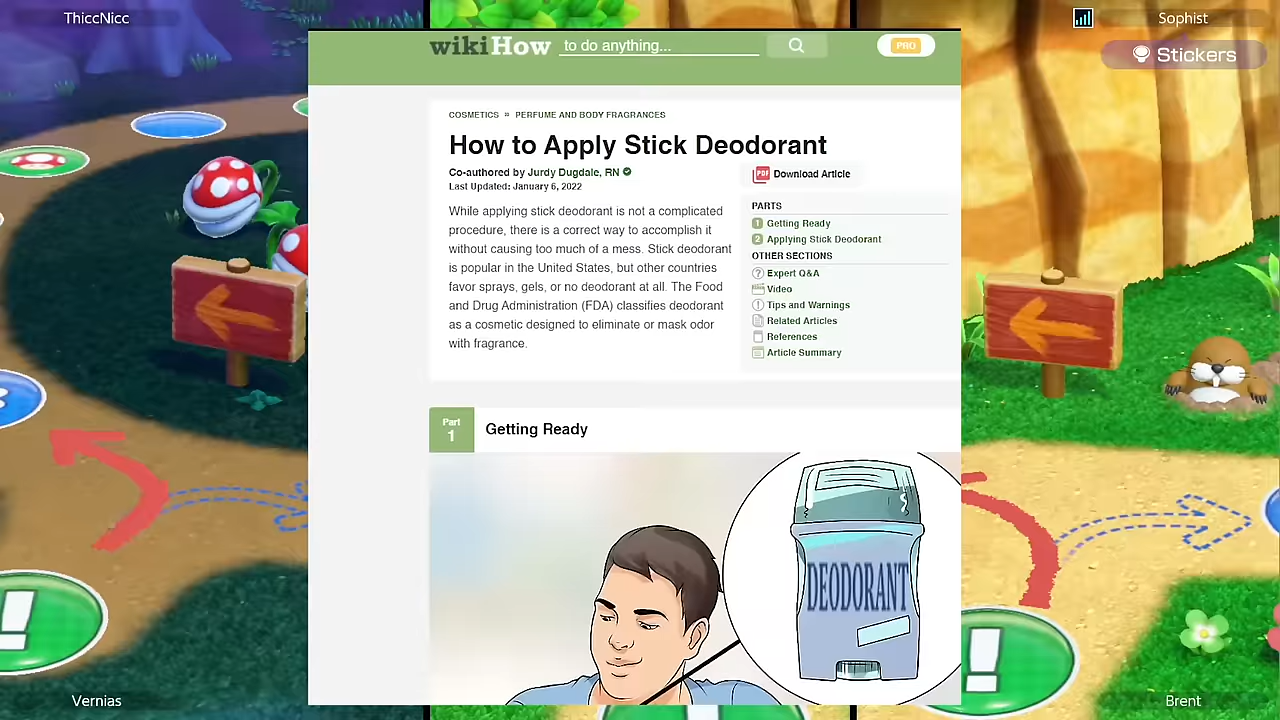 ThiccNicc
Sophist
Stickers
wikiHow to do anything...
PRO
COSMETICS » PERFUME AND BODY FRAGRANCES
How to Apply Stick Deodorant
Co-authored by Jurdy Dugdale, RN
Last Updated: January 6, 2022
PDF Download Article
While applying stick deodorant is not a complicated
procedure, there is a correct way to accomplish it
without causing too much of a mess. Stick deodorant
is popular in the United States, but other countries
favor sprays, gels, or no deodorant at all. The Food
and Drug Administration (FDA) classifies deodorant
as a cosmetic designed to eliminate or mask odor
with fragrance.
PARTS
1 Getting Ready
2 Applying Stick Deodorant
OTHER SECTIONS
? Expert Q&A
Video
! Tips and Warnings
Related Articles
References
Article Summary
Part
1
Getting Ready
DEODORANT
!
!
Vernias
Brent